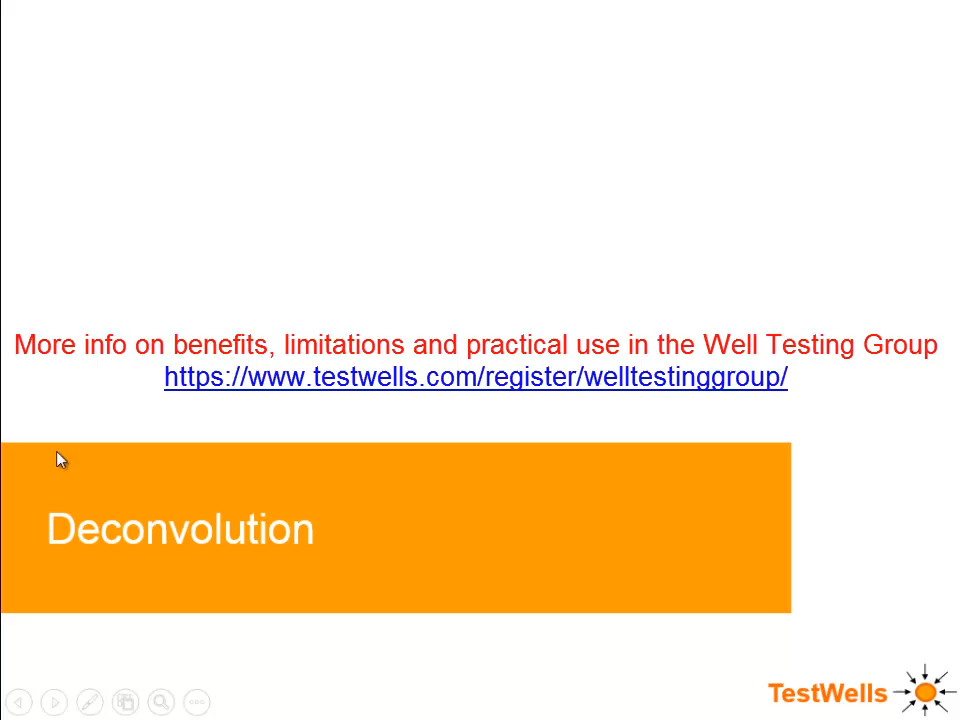 More info on benefits, limitations and practical use in the Well Testing Group
https://www.testwells.com/register/welltestinggroup/
Deconvolution
TestWells